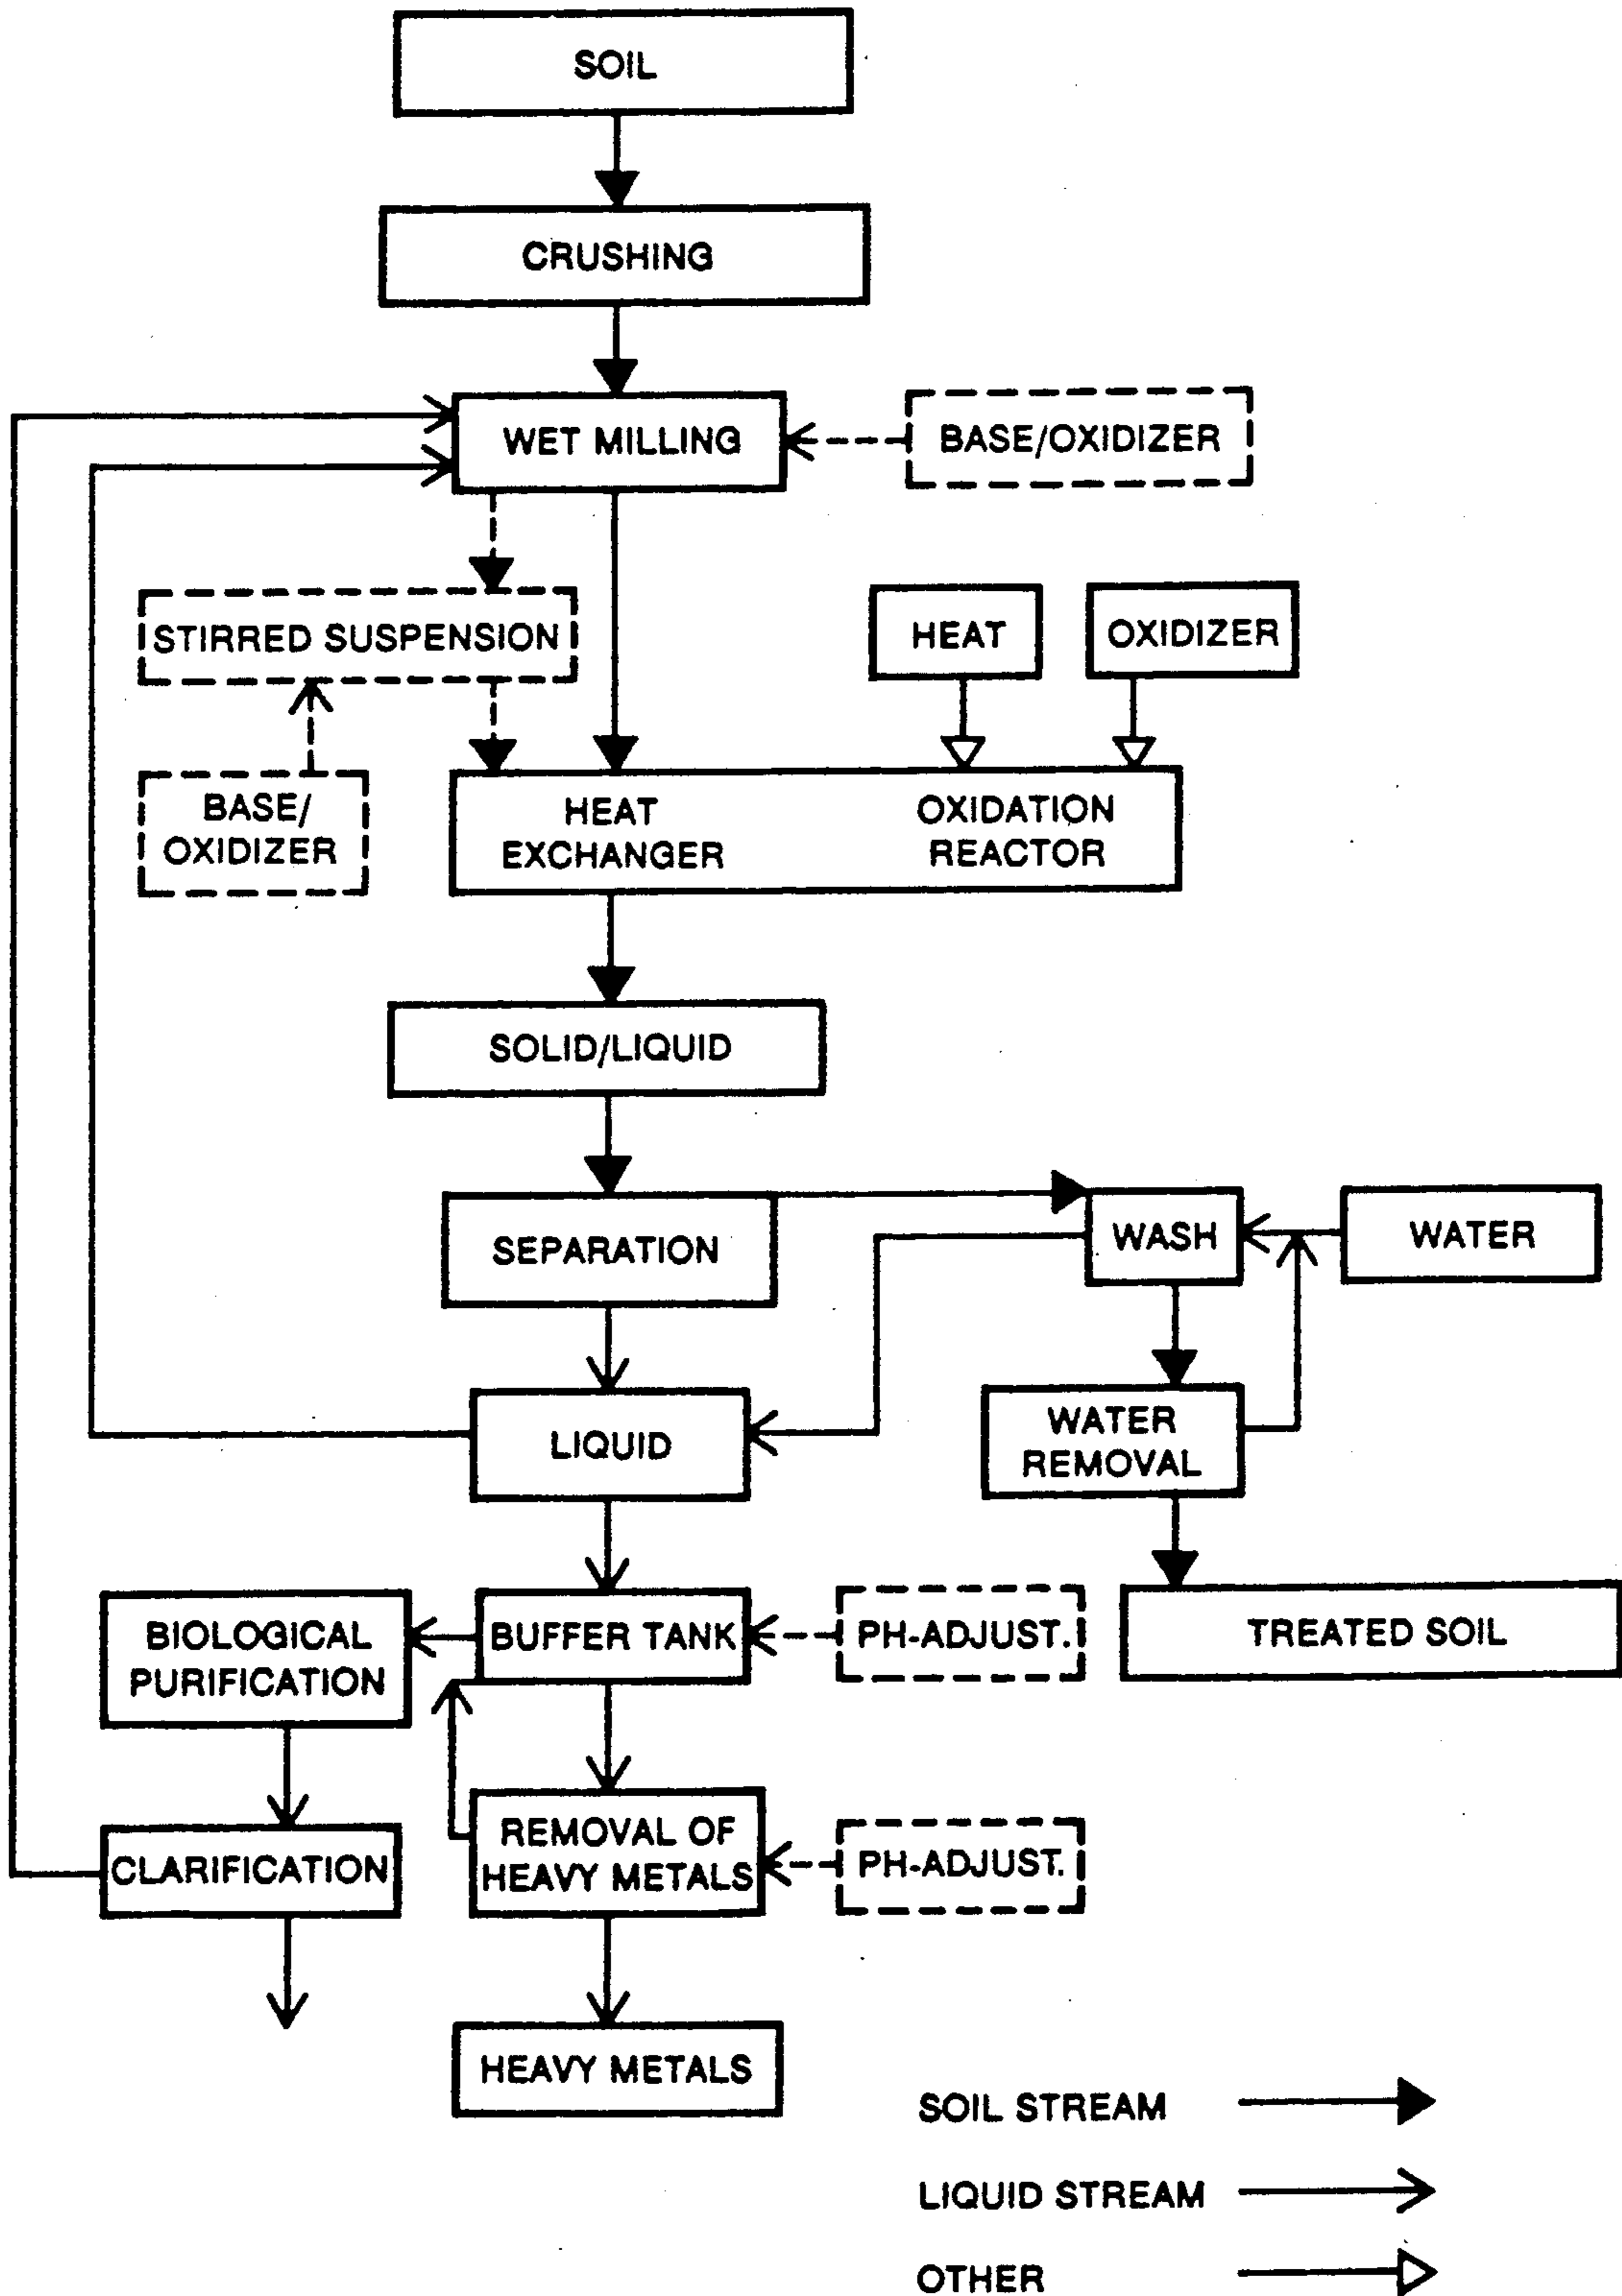 SOIL
CRUSHING
WET MILLING
BASE/OXIDIZER
STIRRED SUSPENSION
HEAT
OXIDIZER
BASE/
OXIDIZER
HEAT
EXCHANGER
OXIDATION
REACTOR
SOLID/LIQUID
SEPARATION
WASH
WATER
LIQUID
WATER
REMOVAL
BIOLOGICAL
PURIFICATION
BUFFER TANK
PH-ADJUST.
TREATED SOIL
CLARIFICATION
REMOVAL OF
HEAVY METALS
PH-ADJUST.
HEAVY METALS
SOIL STREAM
LIQUID STREAM
OTHER